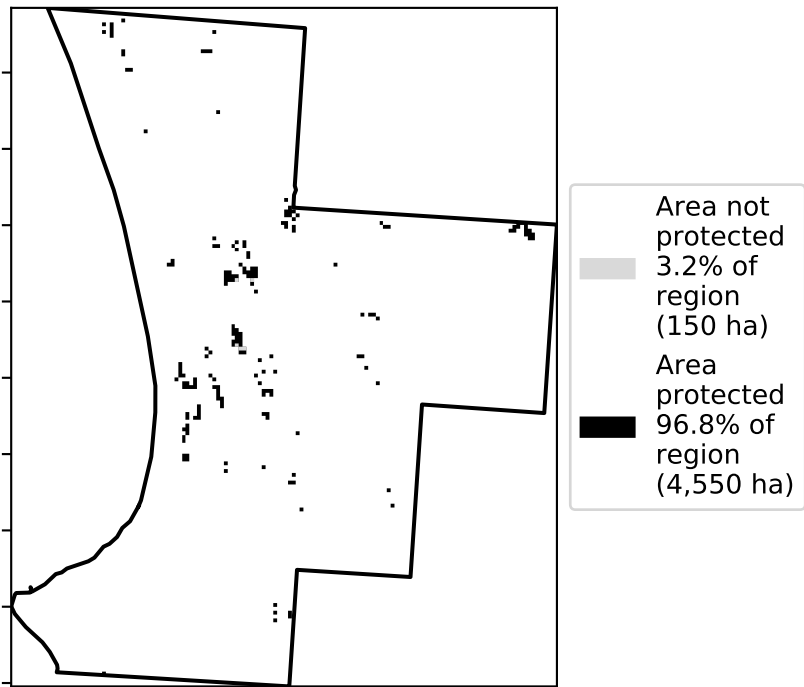 Area not
protected
3.2% of
region
(150 ha)
Area
protected
96.8% of
region
(4,550 ha)